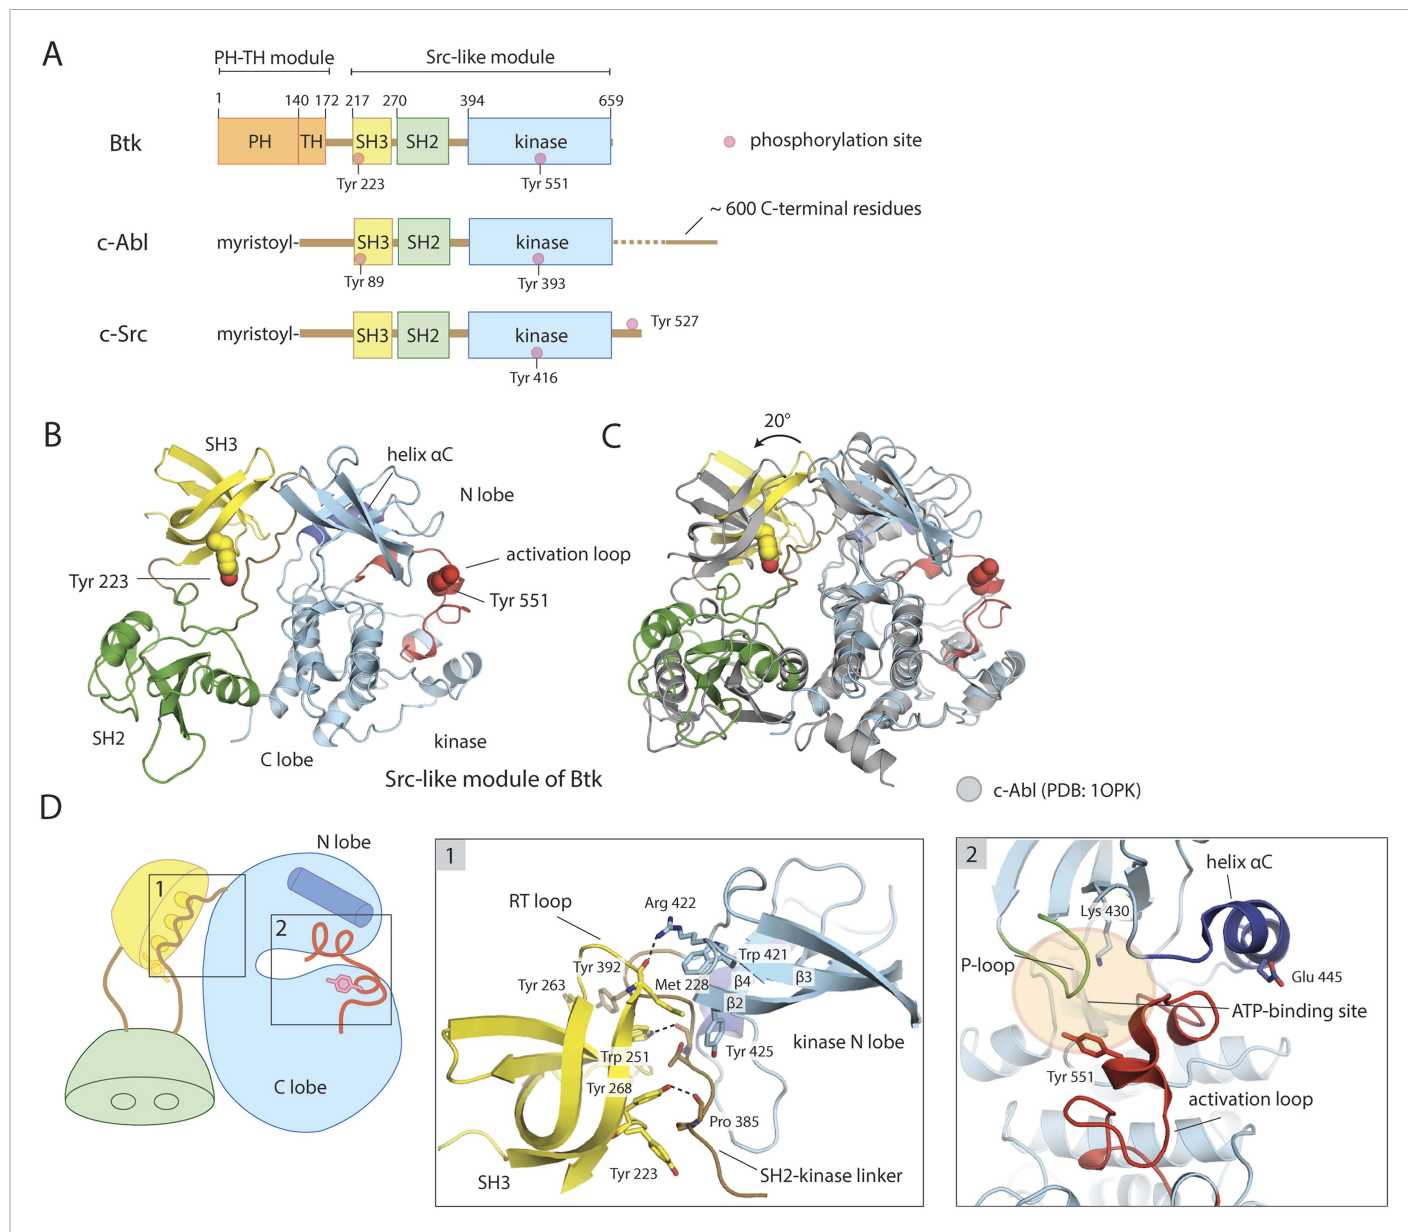 A
PH-TH module
Src-like module
1
140
172
217
270
394
659
Btk
PH
TH
SH3
SH2
kinase
phosphorylation site
Tyr 223
Tyr 551
~ 600 C-terminal residues
c-Abl
myristoyl-
SH3
SH2
kinase
Tyr 89
Tyr 393
c-Src
myristoyl-
SH3
SH2
kinase
Tyr 527
Tyr 416
B
SH3
helix αC
N lobe
activation loop
Tyr 223
Tyr 551
SH2
C lobe
kinase
Src-like module of Btk
C
20°
c-Abl (PDB: 1OPK)
D
N lobe
1
2
C lobe
1
RT loop
Arg 422
Tyr 392
Trp 421
Tyr 263
Met 228
β4
β3
β2
Trp 251
Tyr 425
kinase N lobe
Tyr 268
Pro 385
Tyr 223
SH2-kinase linker
SH3
2
helix αC
Lys 430
P-loop
Glu 445
ATP-binding site
Tyr 551
activation loop